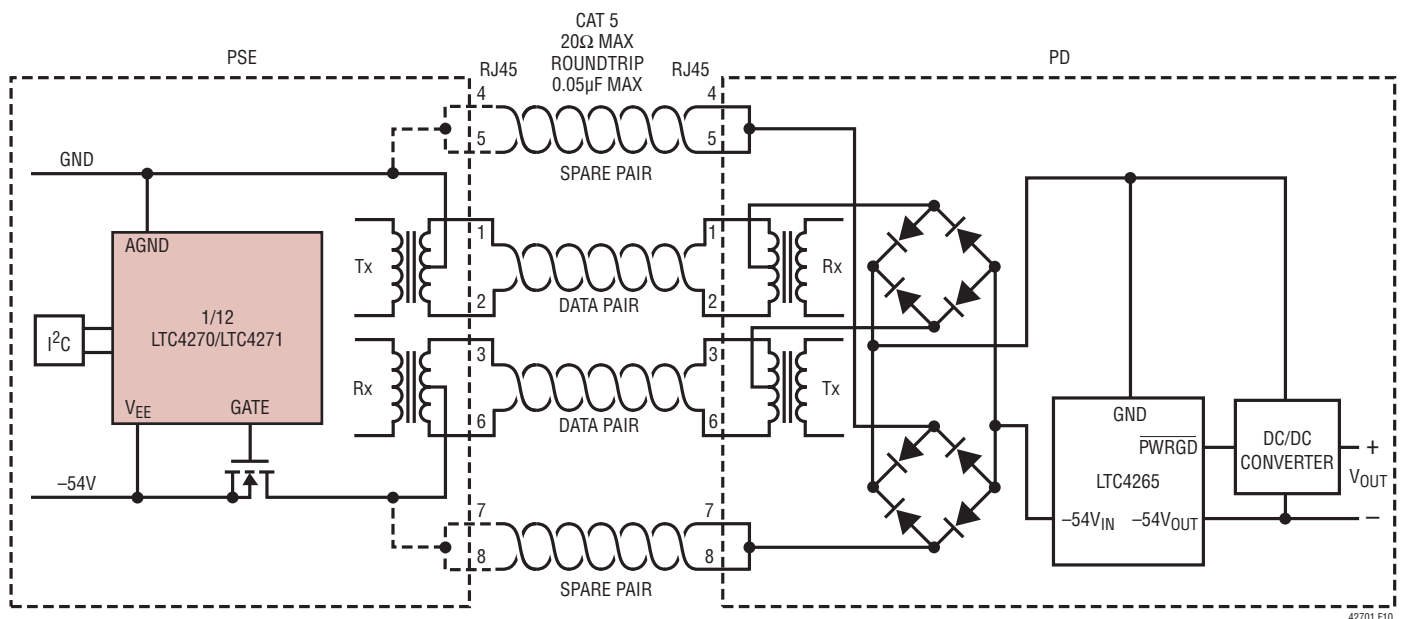 PSE
CAT 5
20Ω MAX
ROUNDTRIP
0.05µF MAX
PD
RJ45
RJ45
4
5
4
5
SPARE PAIR
GND
AGND
1/12
LTC4270/LTC4271
I²C
VEE
GATE
–54V
Tx
1
2
DATA PAIR
1
2
Rx
Rx
3
6
DATA PAIR
3
6
Tx
7
8
SPARE PAIR
7
8
GND
PWRGD
LTC4265
–54VIN
–54VOUT
DC/DC
CONVERTER
+
VOUT
–
42701 F10